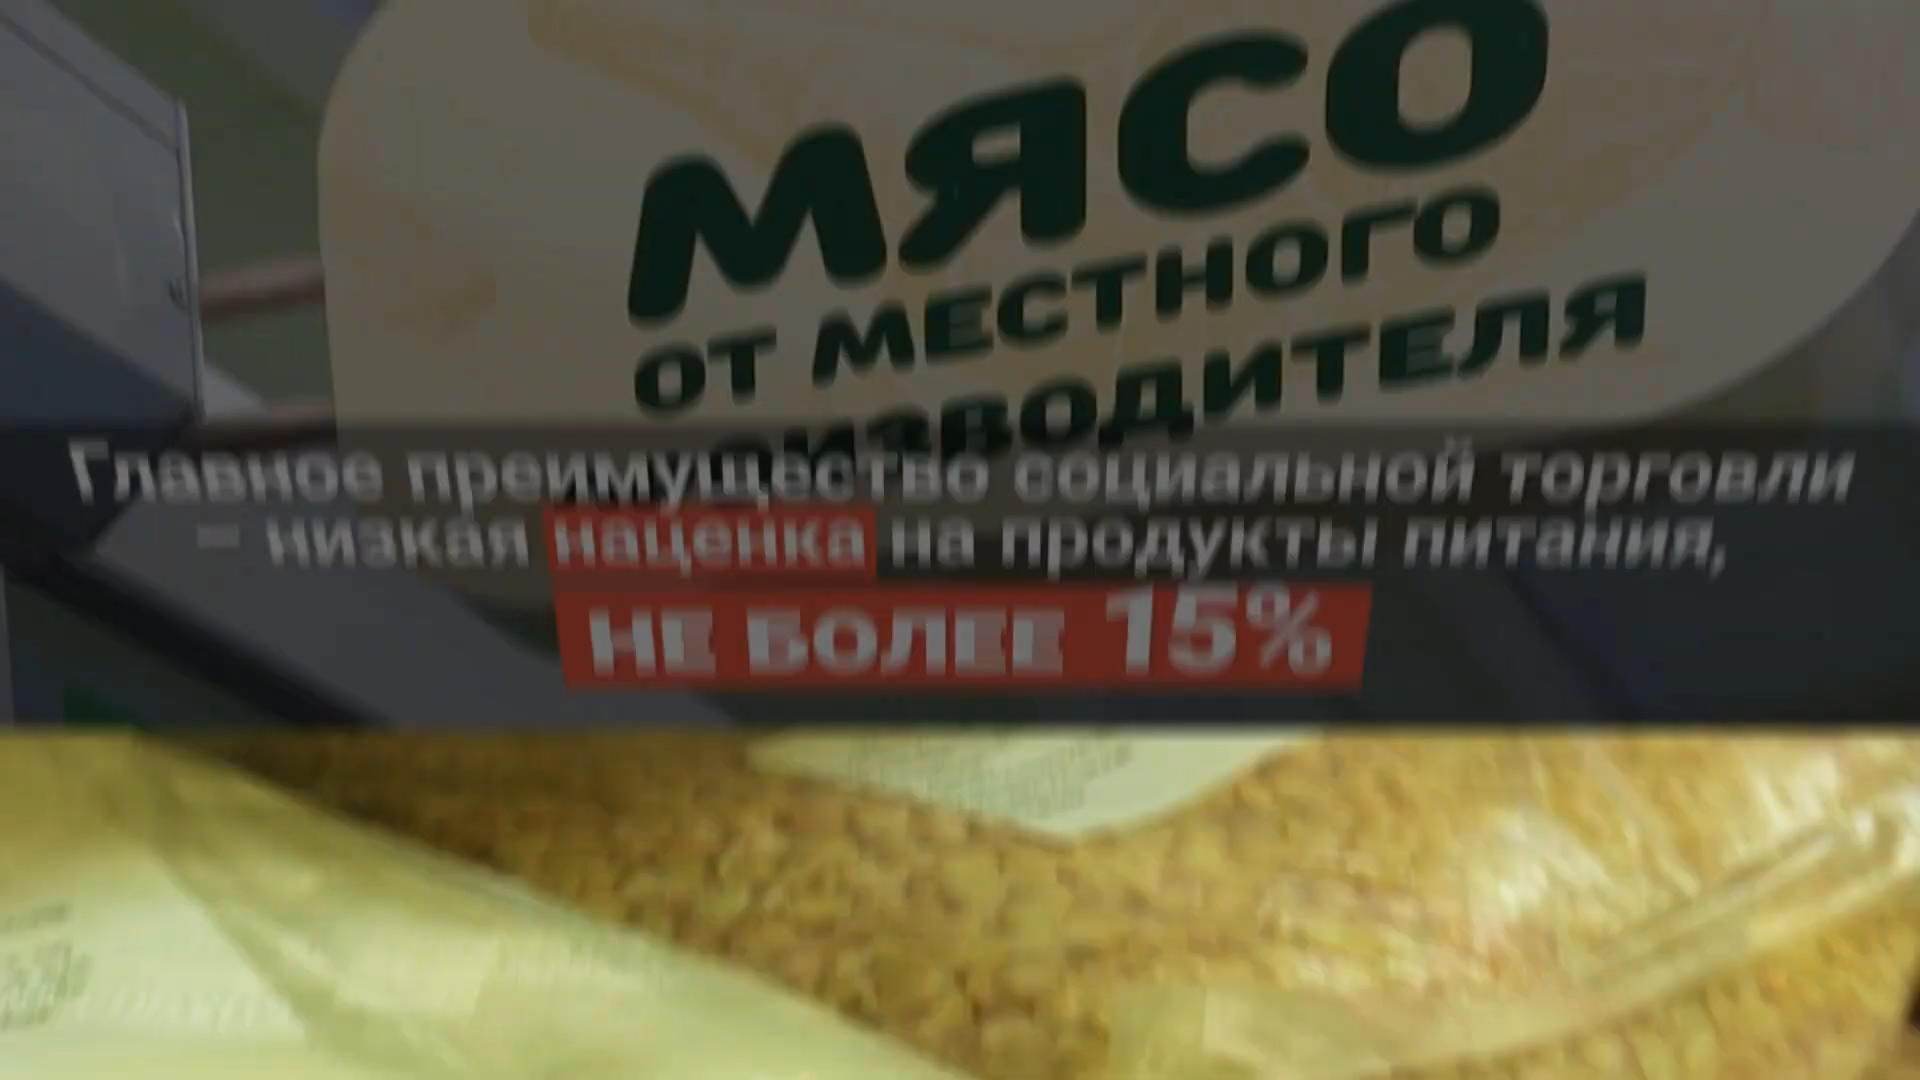 МЯСО
ОТ МЕСТНОГО
Главное преимущество социальной торговли
– низкая наценка на продукты питания,
НЕ БОЛЕЕ 15%